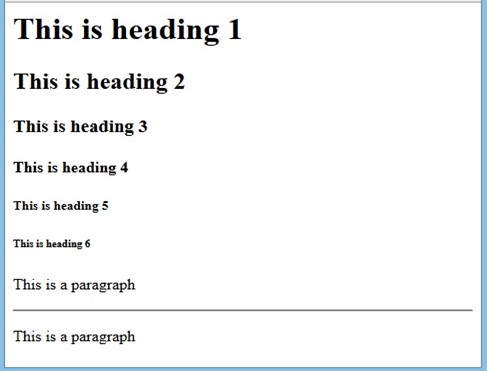 This is heading 1
This is heading 2
This is heading 3
This is heading 4
This is heading 5
This is heading 6
This is a paragraph
This is a paragraph